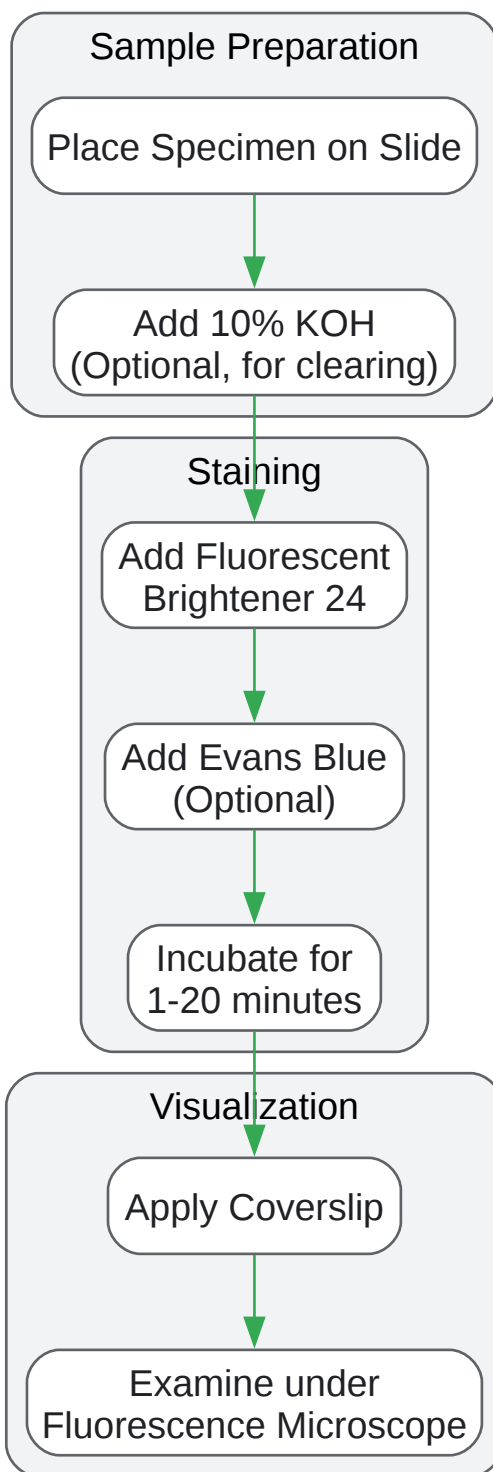 Sample Preparation
Place Specimen on Slide
Add 10% KOH
(Optional, for clearing)
Staining
Add Fluorescent
Brightener 24
Add Evans Blue
(Optional)
Incubate for
1-20 minutes
Visualization
Apply Coverslip
Examine under
Fluorescence Microscope